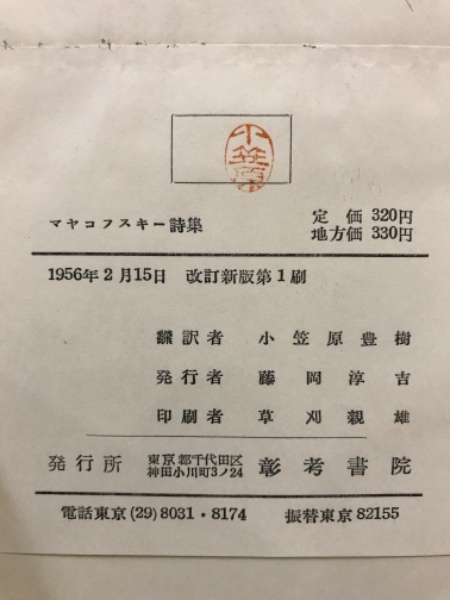 小笠原
マヤコフスキー詩集
定価 320円
地方価 330円
1956年2月15日 改訂新版第1刷
飜訳者 小笠原豊樹
発行者 藤岡淳吉
印刷者 草刈親雄
発行所 東京都千代田区
神田小川町3ノ24 彰考書院
電話東京(29)8031・8174 振替東京82155